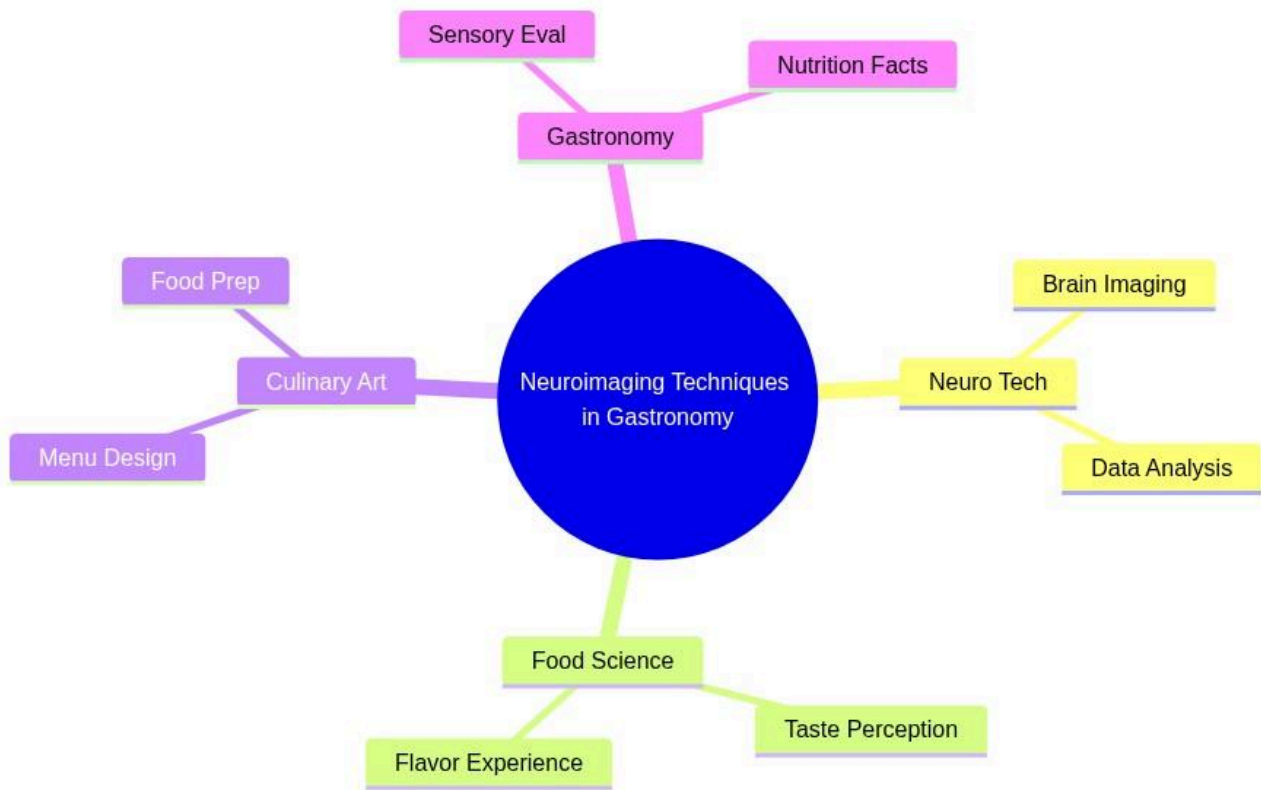 Sensory Eval
Nutrition Facts
Gastronomy
Food Prep
Brain Imaging
Culinary Art
Neuroimaging Techniques
in Gastronomy
Neuro Tech
Menu Design
Data Analysis
Food Science
Taste Perception
Flavor Experience